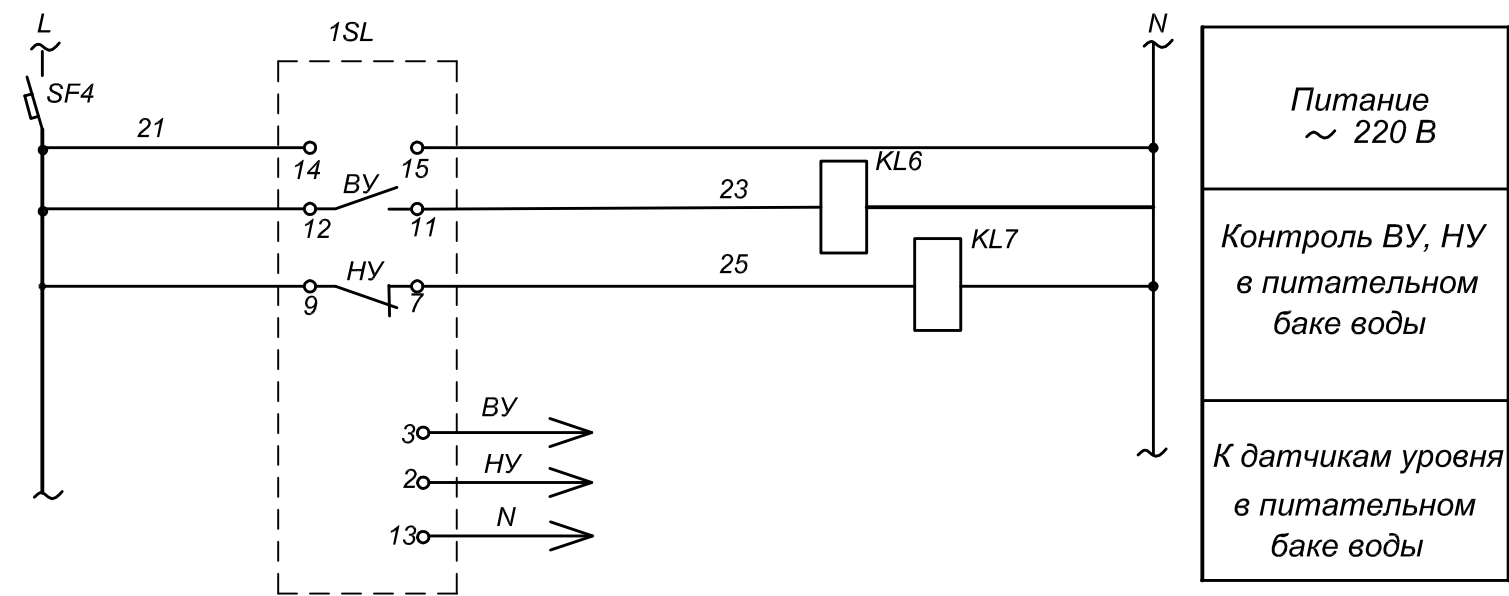 L
1SL
N
SF4
21
14
15
KL6
Питание
~ 220 В
ВУ
12
11
23
KL7
НУ
9
7
25
Контроль ВУ, НУ
в питательном
баке воды
3
ВУ
2
НУ
13
N
К датчикам уровня
в питательном
баке воды